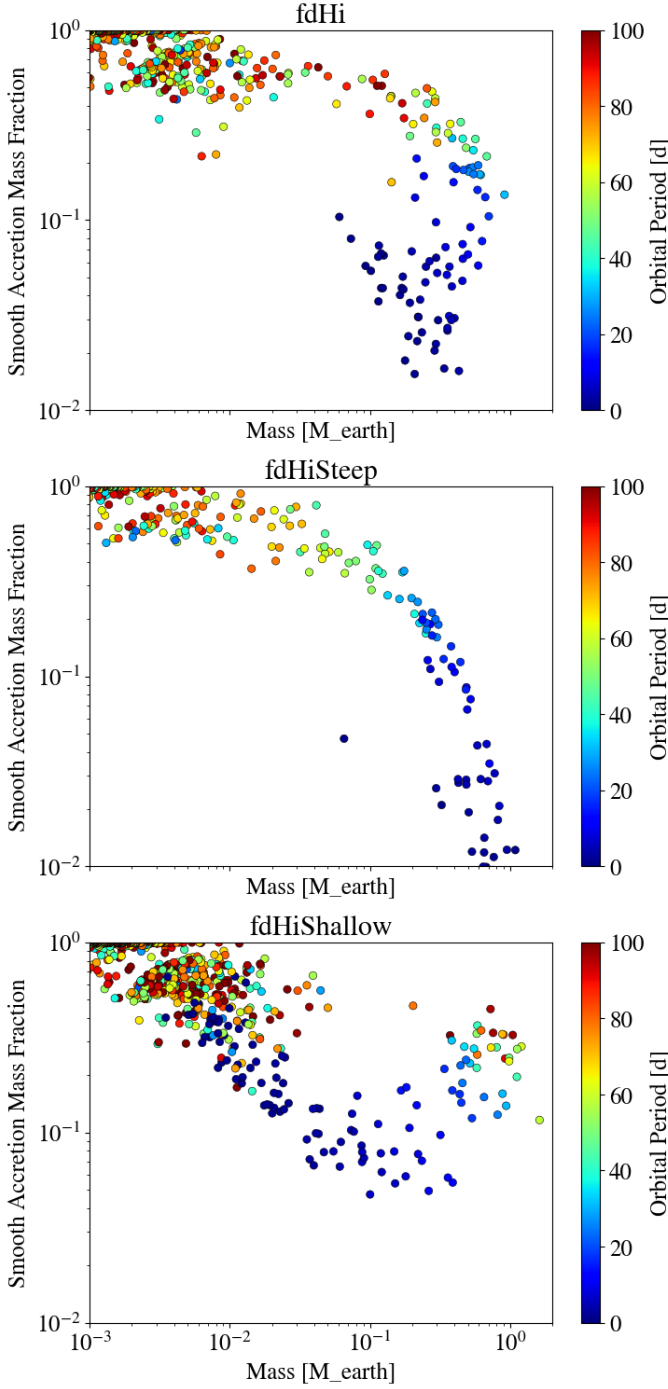 fdHi
10^0
10^-1
10^-2
Smooth Accretion Mass Fraction
Mass [M_earth]
100
80
60
40
20
0
Orbital Period [d]
fdHiSteep
10^0
10^-1
10^-2
Smooth Accretion Mass Fraction
Mass [M_earth]
100
80
60
40
20
0
Orbital Period [d]
fdHiShallow
10^0
10^-1
10^-2
Smooth Accretion Mass Fraction
10^-3
10^-2
10^-1
10^0
Mass [M_earth]
100
80
60
40
20
0
Orbital Period [d]